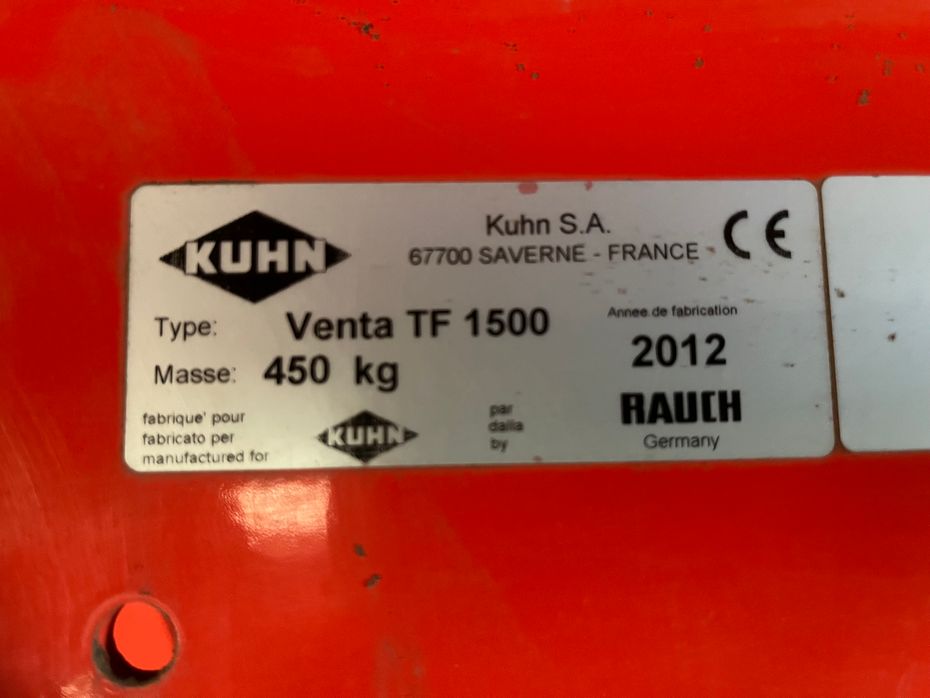 KUHN
Kuhn S.A.
67700 SAVERNE - FRANCE
CE
Type: Venta TF 1500
Annee de fabrication
Masse: 450 kg
2012
fabrique' pour
fabricato per
manufactured for
KUHN
par
dalla
by
RAUCH
Germany